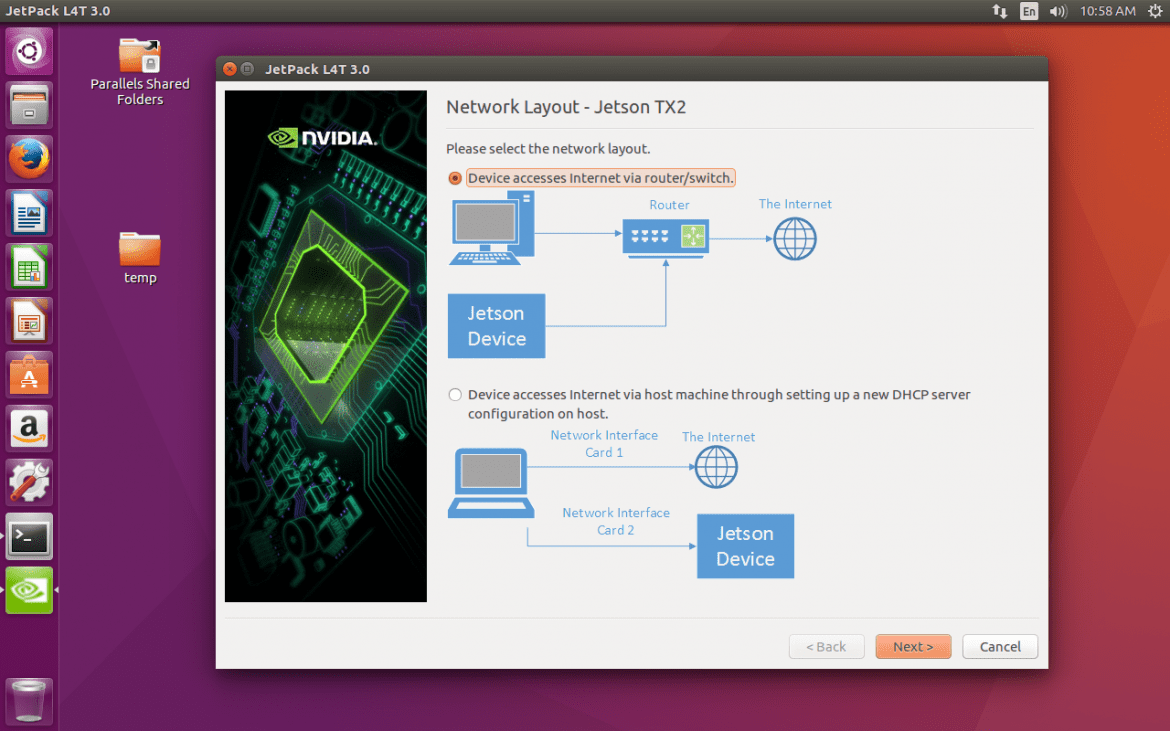 JetPack L4T 3.0
En
10:58 AM
Parallels Shared
Folders
temp
JetPack L4T 3.0
NVIDIA.
Network Layout - Jetson TX2
Please select the network layout.
Device accesses Internet via router/switch.
Router
The Internet
Jetson
Device
Device accesses Internet via host machine through setting up a new DHCP server
configuration on host.
Network Interface
Card 1
The Internet
Network Interface
Card 2
Jetson
Device
< Back
Next >
Cancel